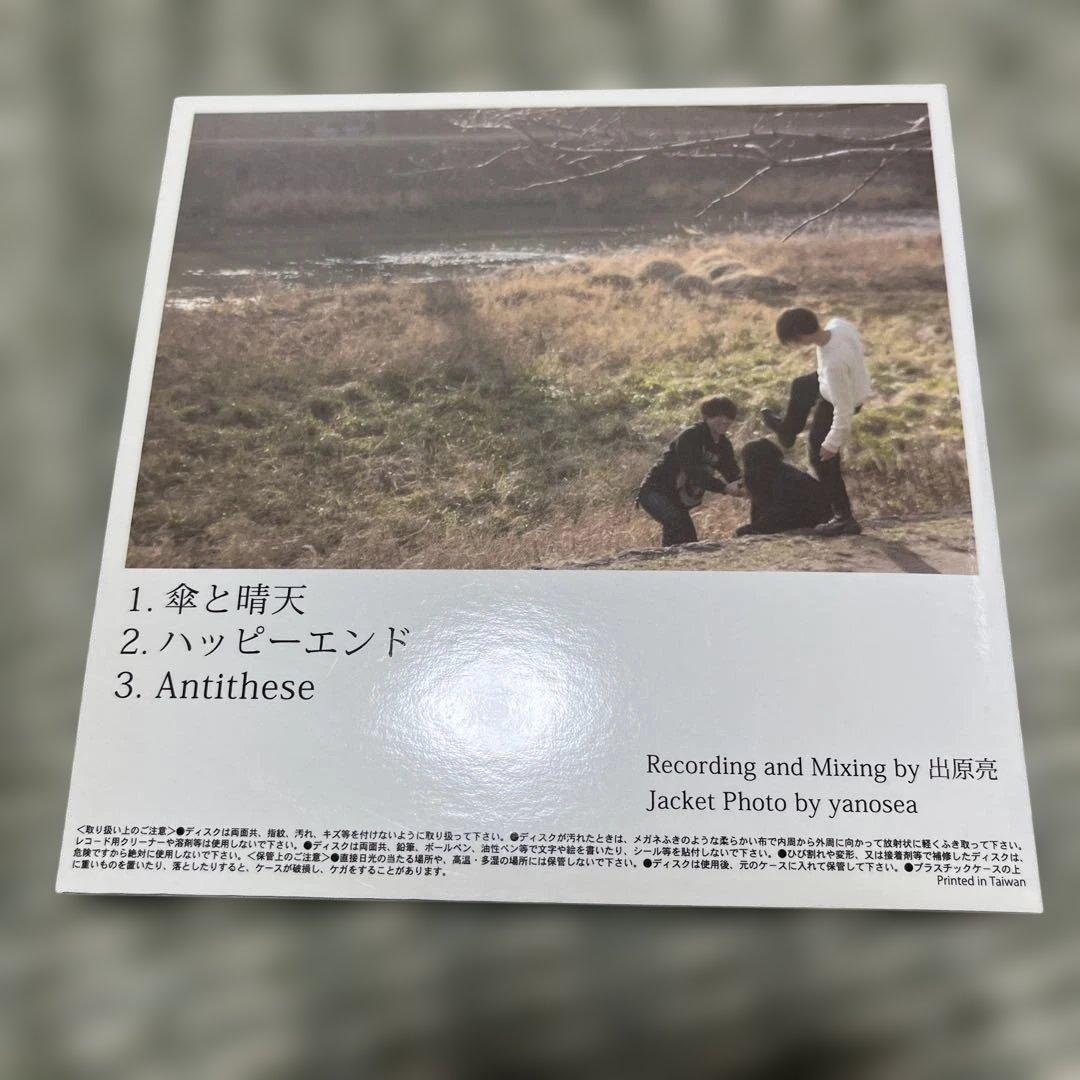 1. 傘と晴天
2. ハッピーエンド
3. Antithese
Recording and Mixing by 出原亮
Jacket Photo by yanosea
＜取り扱い上のご注意＞●ディスクは両面共、指紋、汚れ、キズ等を付けないように取り扱って下さい。●ディスクが汚れたときは、メガネふきのような柔らかい布で内周から外周に向かって放射状に軽くふき取って下さい。
レコード用クリーナーや溶剤等は使用しないで下さい。●ディスクは両面共、鉛筆、ボールペン、油性ペン等で文字や絵を書いたり、シール等を貼付しないで下さい。●ひび割れや変形、又は接着剤等で補修したディスクは、
危険ですから絶対に使用しないで下さい。＜保管上のご注意＞●直接日光の当たる場所や、高温・多湿の場所には保管しないで下さい。●ディスクは使用後、元のケースに入れて保管して下さい。●プラスチックケースの上
に重いものを置いたり、落としたりすると、ケースが破損し、ケガをすることがあります。
Printed in Taiwan